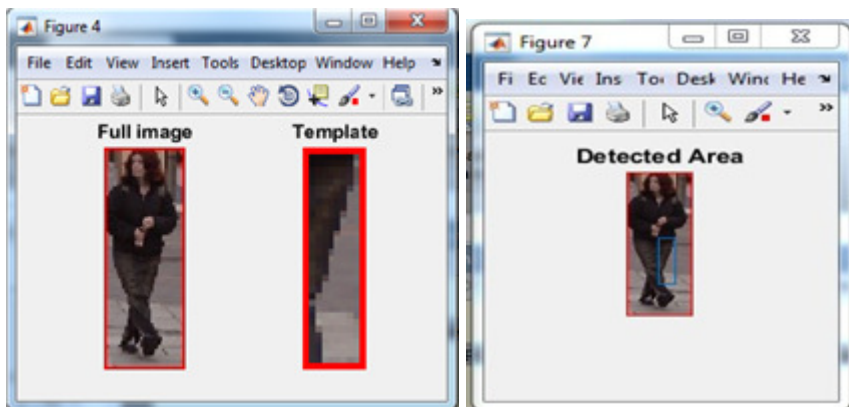 Figure 4
File Edit View Insert Tools Desktop Window Help
»
Full image Template
Figure 7
Fi Ec Vie Ins To Desk Winc He
»
Detected Area